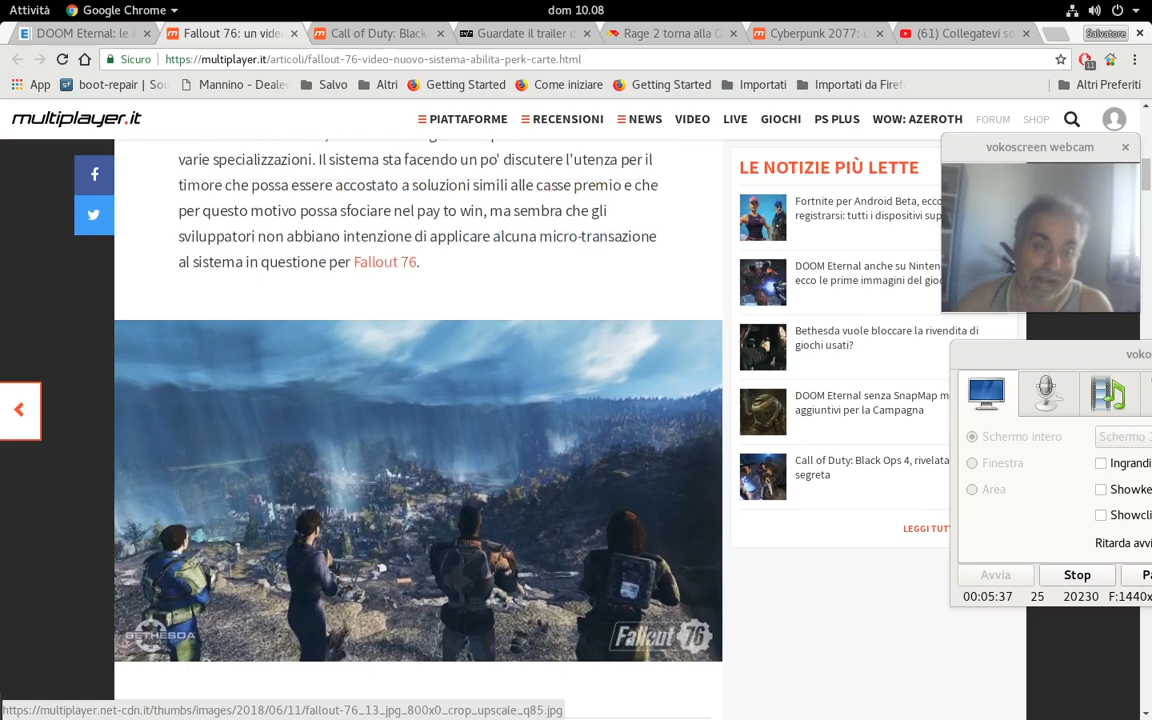 Attività
Google Chrome
dom 10.08
DOOM Eternal: le i
Fallout 76: un vide
Call of Duty: Black
Guardate il trailer d
Rage 2 torna alla
Cyberpunk 2077:
(61) Collegatevi so
Salvatore
Sicuro
https://multiplayer.it/articoli/fallout-76-video-nuovo-sistema-abilita-perk-carte.html
11
App
boot-repair | Sou
Mannino - Dealer
Salvo
Altri
Getting Started
Come iniziare
Getting Started
Importati
Importati da Firef
Altri Preferiti
multiplayer.it
PIATTAFORME
RECENSIONI
NEWS
VIDEO
LIVE
GIOCHI
PS PLUS
WOW: AZEROTH
FORUM
SHOP
varie specializzazioni. Il sistema sta facendo un po' discutere l'utenza per il
timore che possa essere accostato a soluzioni simili alle casse premio e che
per questo motivo possa sfociare nel pay to win, ma sembra che gli
sviluppatori non abbiano intenzione di applicare alcuna micro-transazione
al sistema in questione per Fallout 76.
BETHESDA
Fallout 76
LE NOTIZIE PIÙ LETTE
Fortnite per Android Beta, ecco
registrarsi: tutti i dispositivi sup
DOOM Eternal anche su Ninten
ecco le prime immagini del gioc
Bethesda vuole bloccare la rivendita di
giochi usati?
DOOM Eternal senza SnapMap m
aggiuntivi per la Campagna
Call of Duty: Black Ops 4, rivelata
segreta
LEGGI TUT
vokoscreen webcam
voko
Schermo intero
Schermo 1
Finestra
Area
Ingrandi
Showke
Showcli
Ritarda avvi
Avvia
Stop
Pa
00:05:37
25
20230
F:1440x
https://multiplayer.net-cdn.it/thumbs/images/2018/06/11/fallout-76_13_jpg_800x0_crop_upscale_q85.jpg